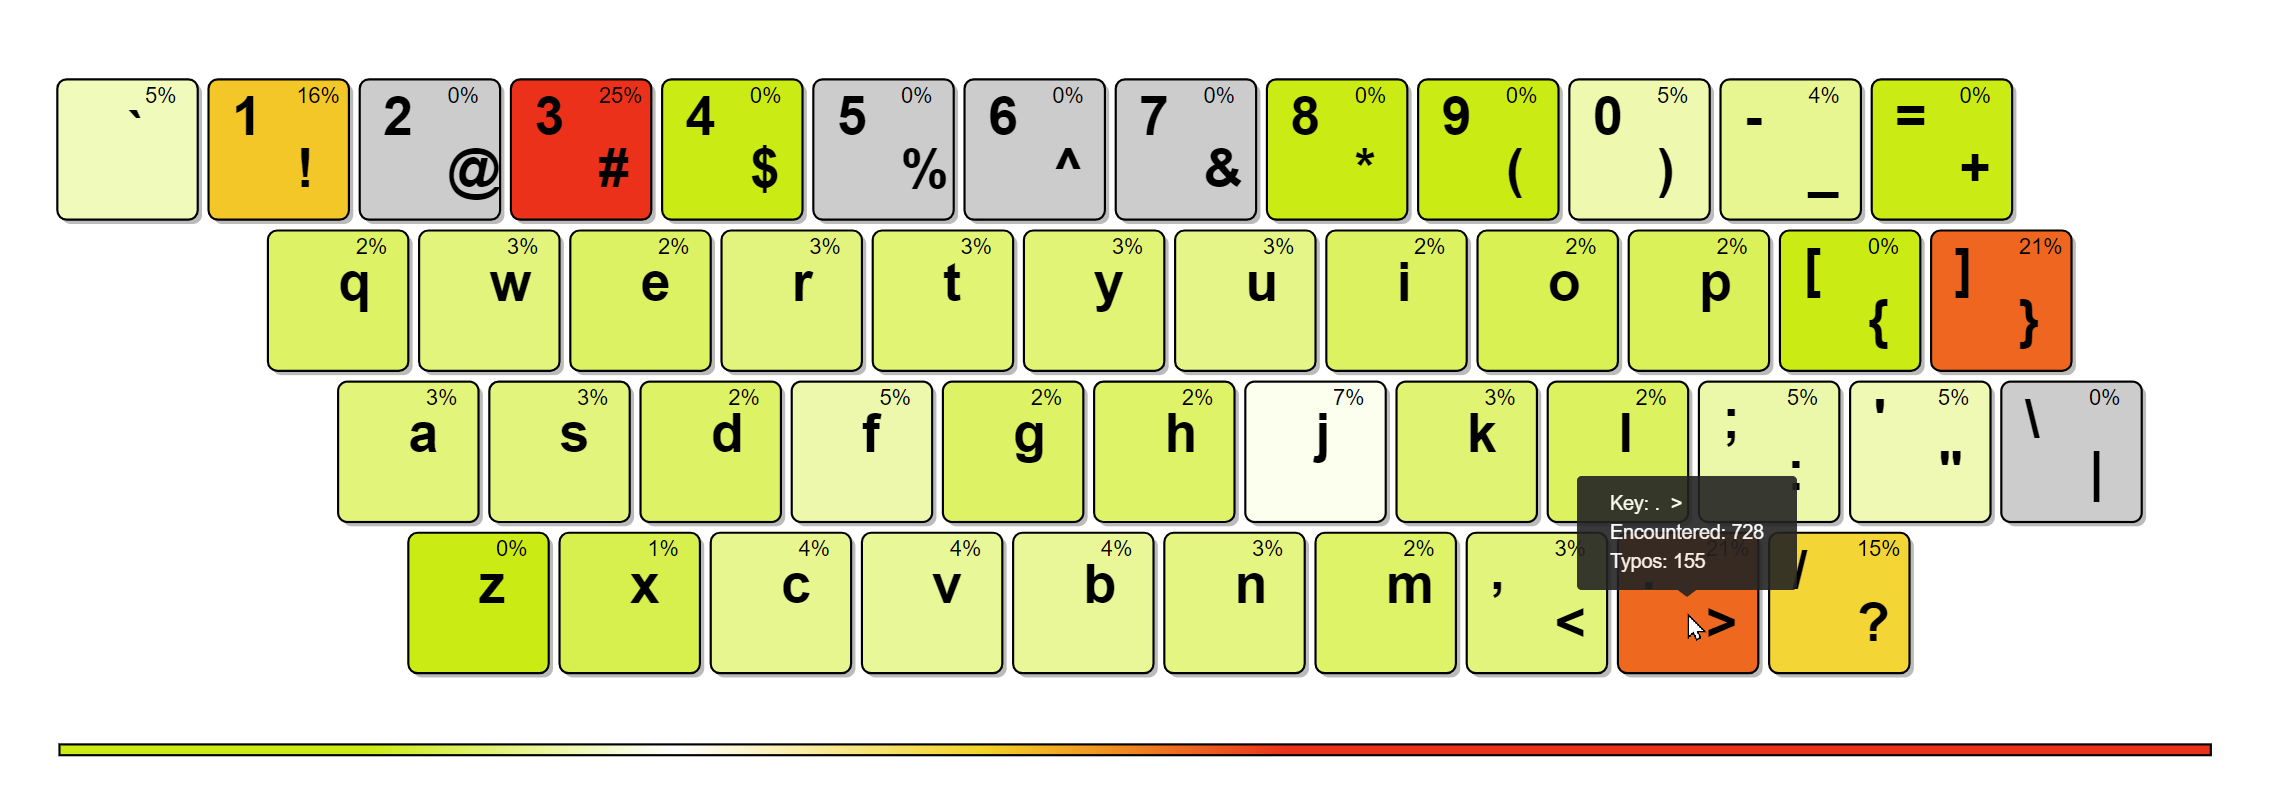 5% 16% 0% 25% 0% 0% 0% 0% 0% 0% 5% 4% 0%
` 1 ! 2 @ 3 # 4 $ 5 % 6 ^ 7 & 8 * 9 ( 0 ) - _ = +
2% 3% 2% 3% 3% 3% 3% 2% 2% 2% 0% 21%
q w e r t y u i o p [ { ] }
3% 3% 2% 5% 2% 2% 7% 3% 2% 5% 5% 0%
a s d f g h j k l ; : ' " \ |
Key: . >
Encountered: 728
Typos: 155
0% 1% 4% 4% 4% 3% 2% 3% 21% 15%
z x c v b n m , < . > / ?